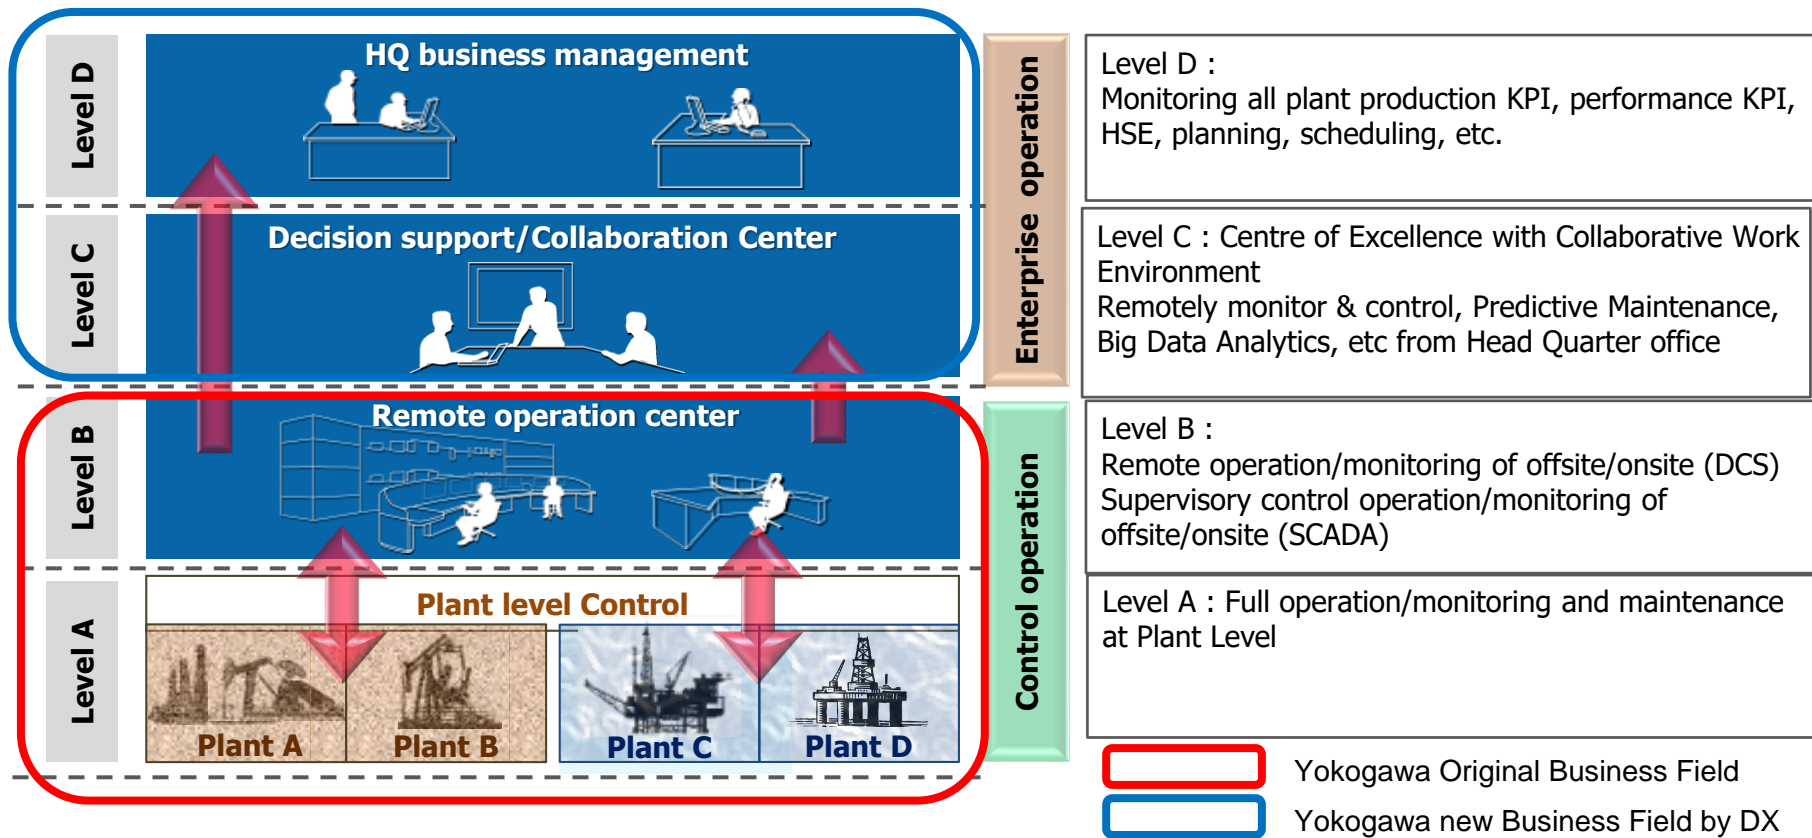 Level D
HQ business management
Level C
Decision support/Collaboration Center
Level B
Remote operation center
Level A
Plant level Control
Plant A
Plant B
Plant C
Plant D
Enterprise operation
Control operation
Level D :
Monitoring all plant production KPI, performance KPI,
HSE, planning, scheduling, etc.
Level C : Centre of Excellence with Collaborative Work
Environment
Remotely monitor & control, Predictive Maintenance,
Big Data Analytics, etc from Head Quarter office
Level B :
Remote operation/monitoring of offsite/onsite (DCS)
Supervisory control operation/monitoring of
offsite/onsite (SCADA)
Level A : Full operation/monitoring and maintenance
at Plant Level
Yokogawa Original Business Field
Yokogawa new Business Field by DX